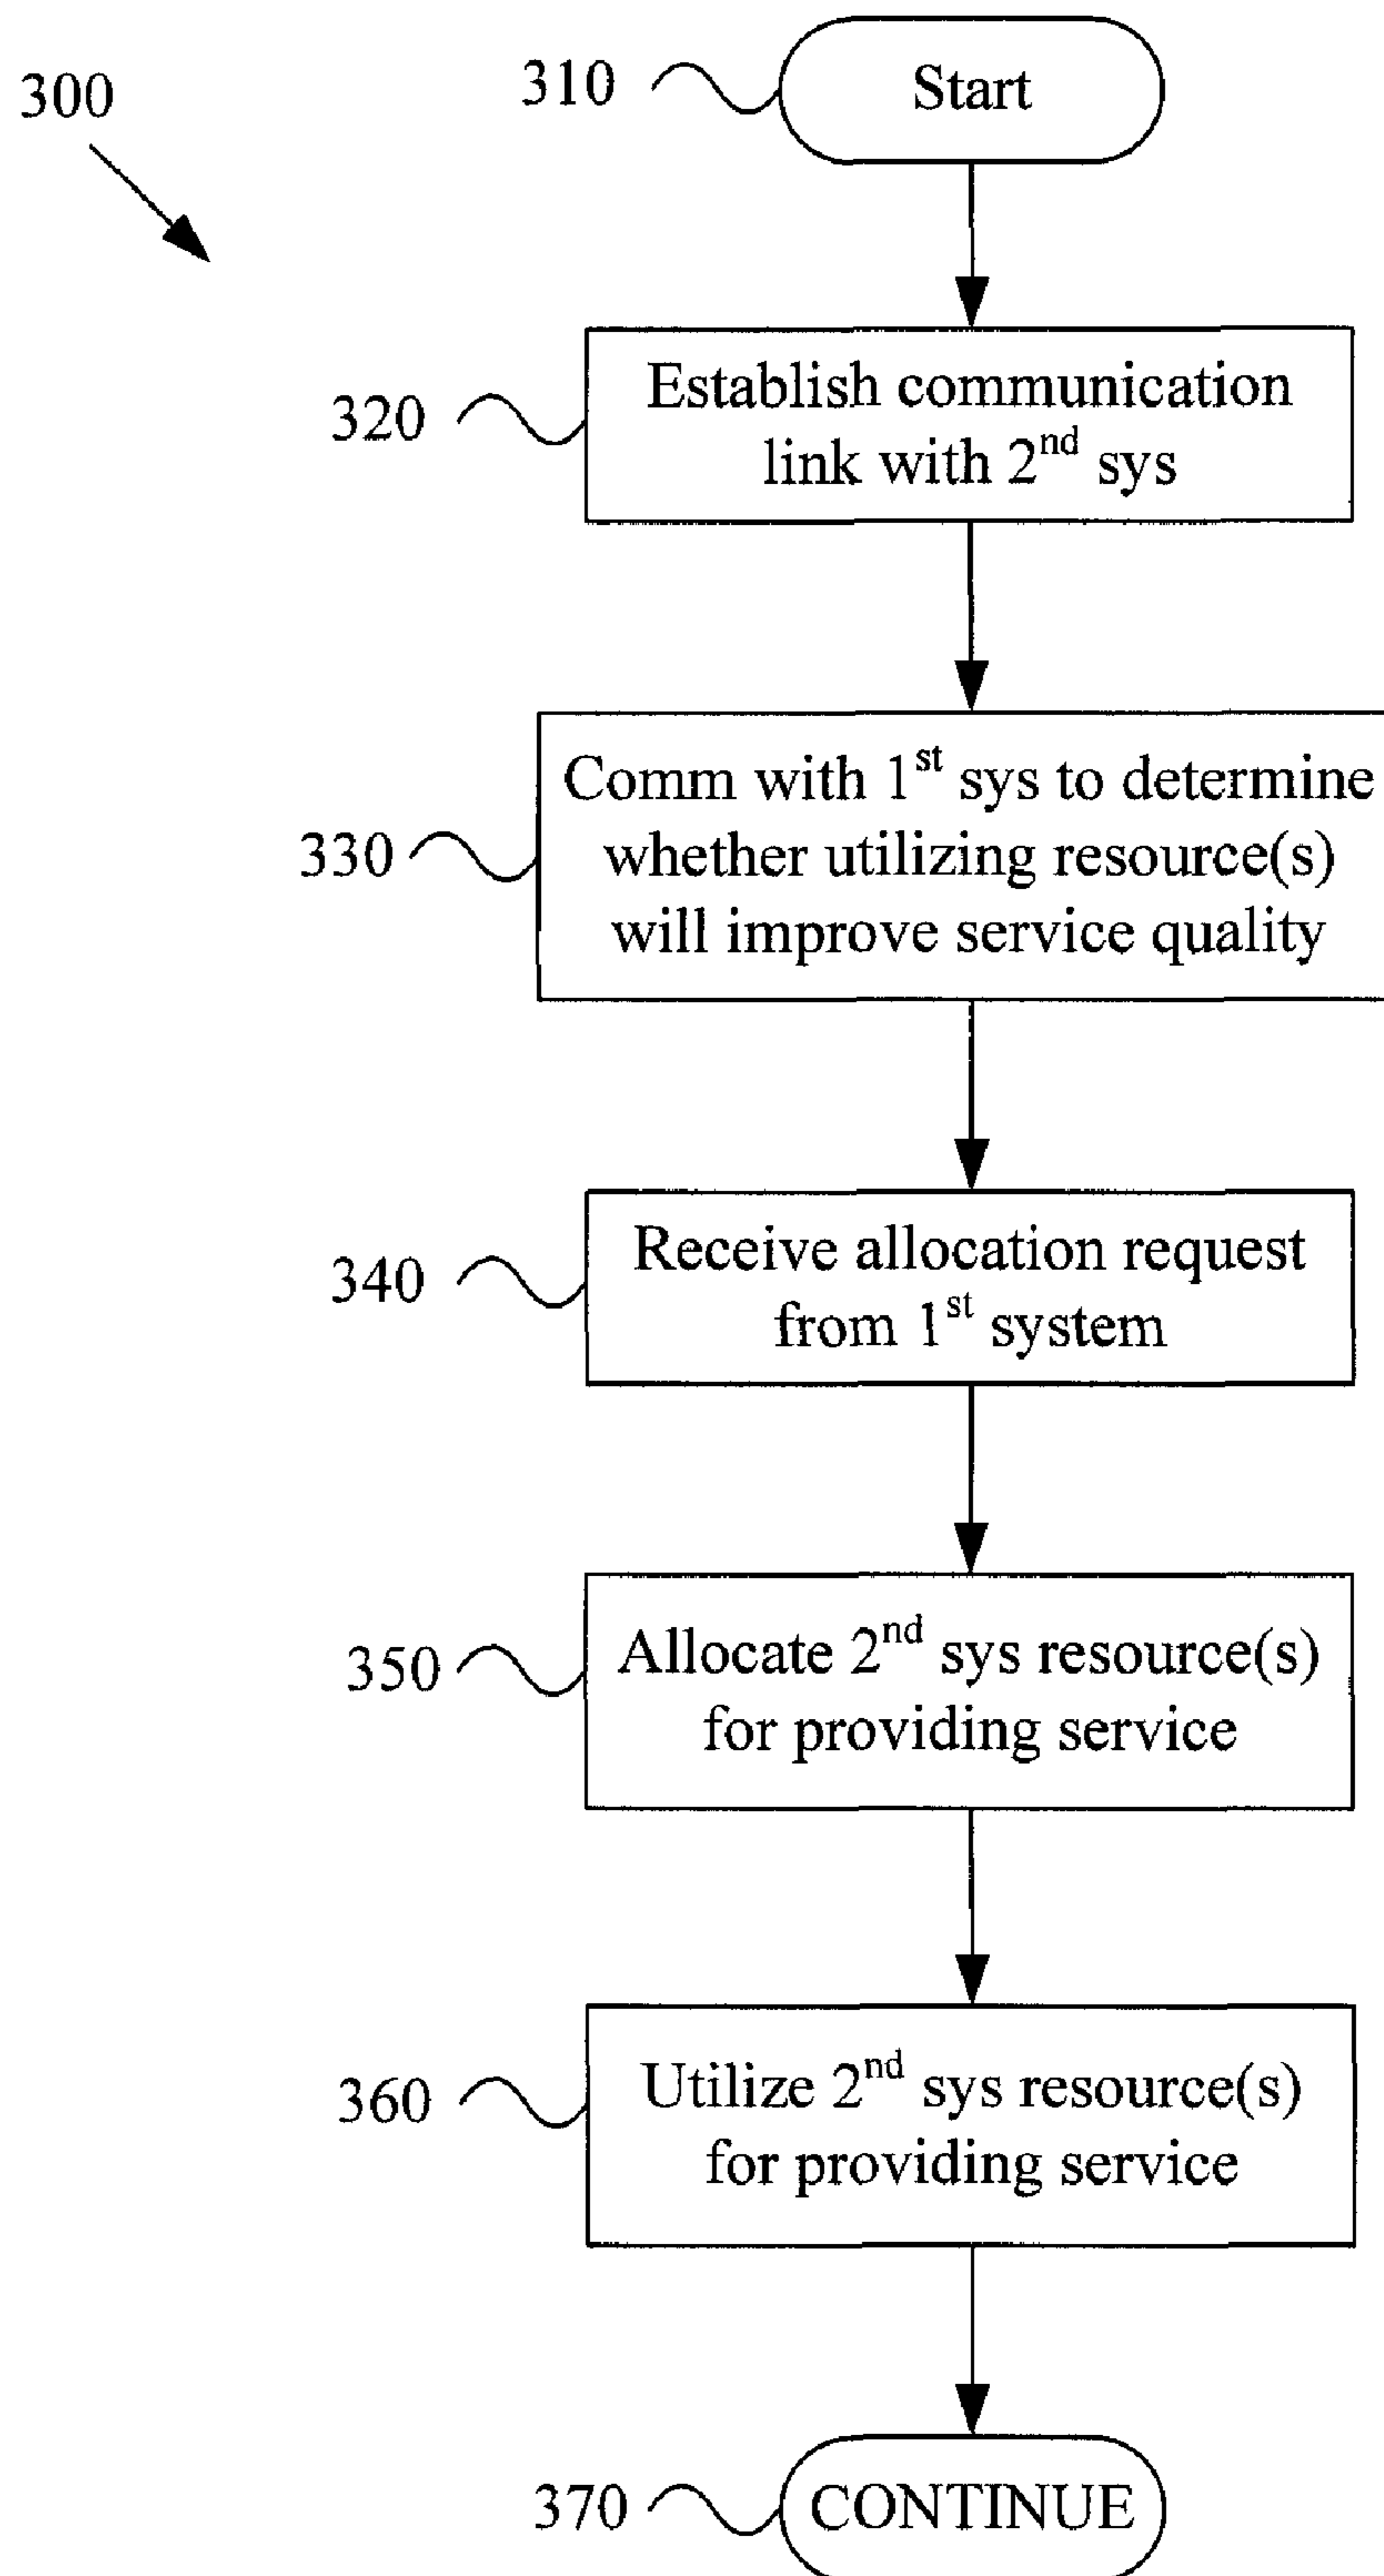 300
310
Start
320
Establish communication
link with 2nd sys
330
Comm with 1st sys to determine
whether utilizing resource(s)
will improve service quality
340
Receive allocation request
from 1st system
350
Allocate 2nd sys resource(s)
for providing service
360
Utilize 2nd sys resource(s)
for providing service
370
CONTINUE